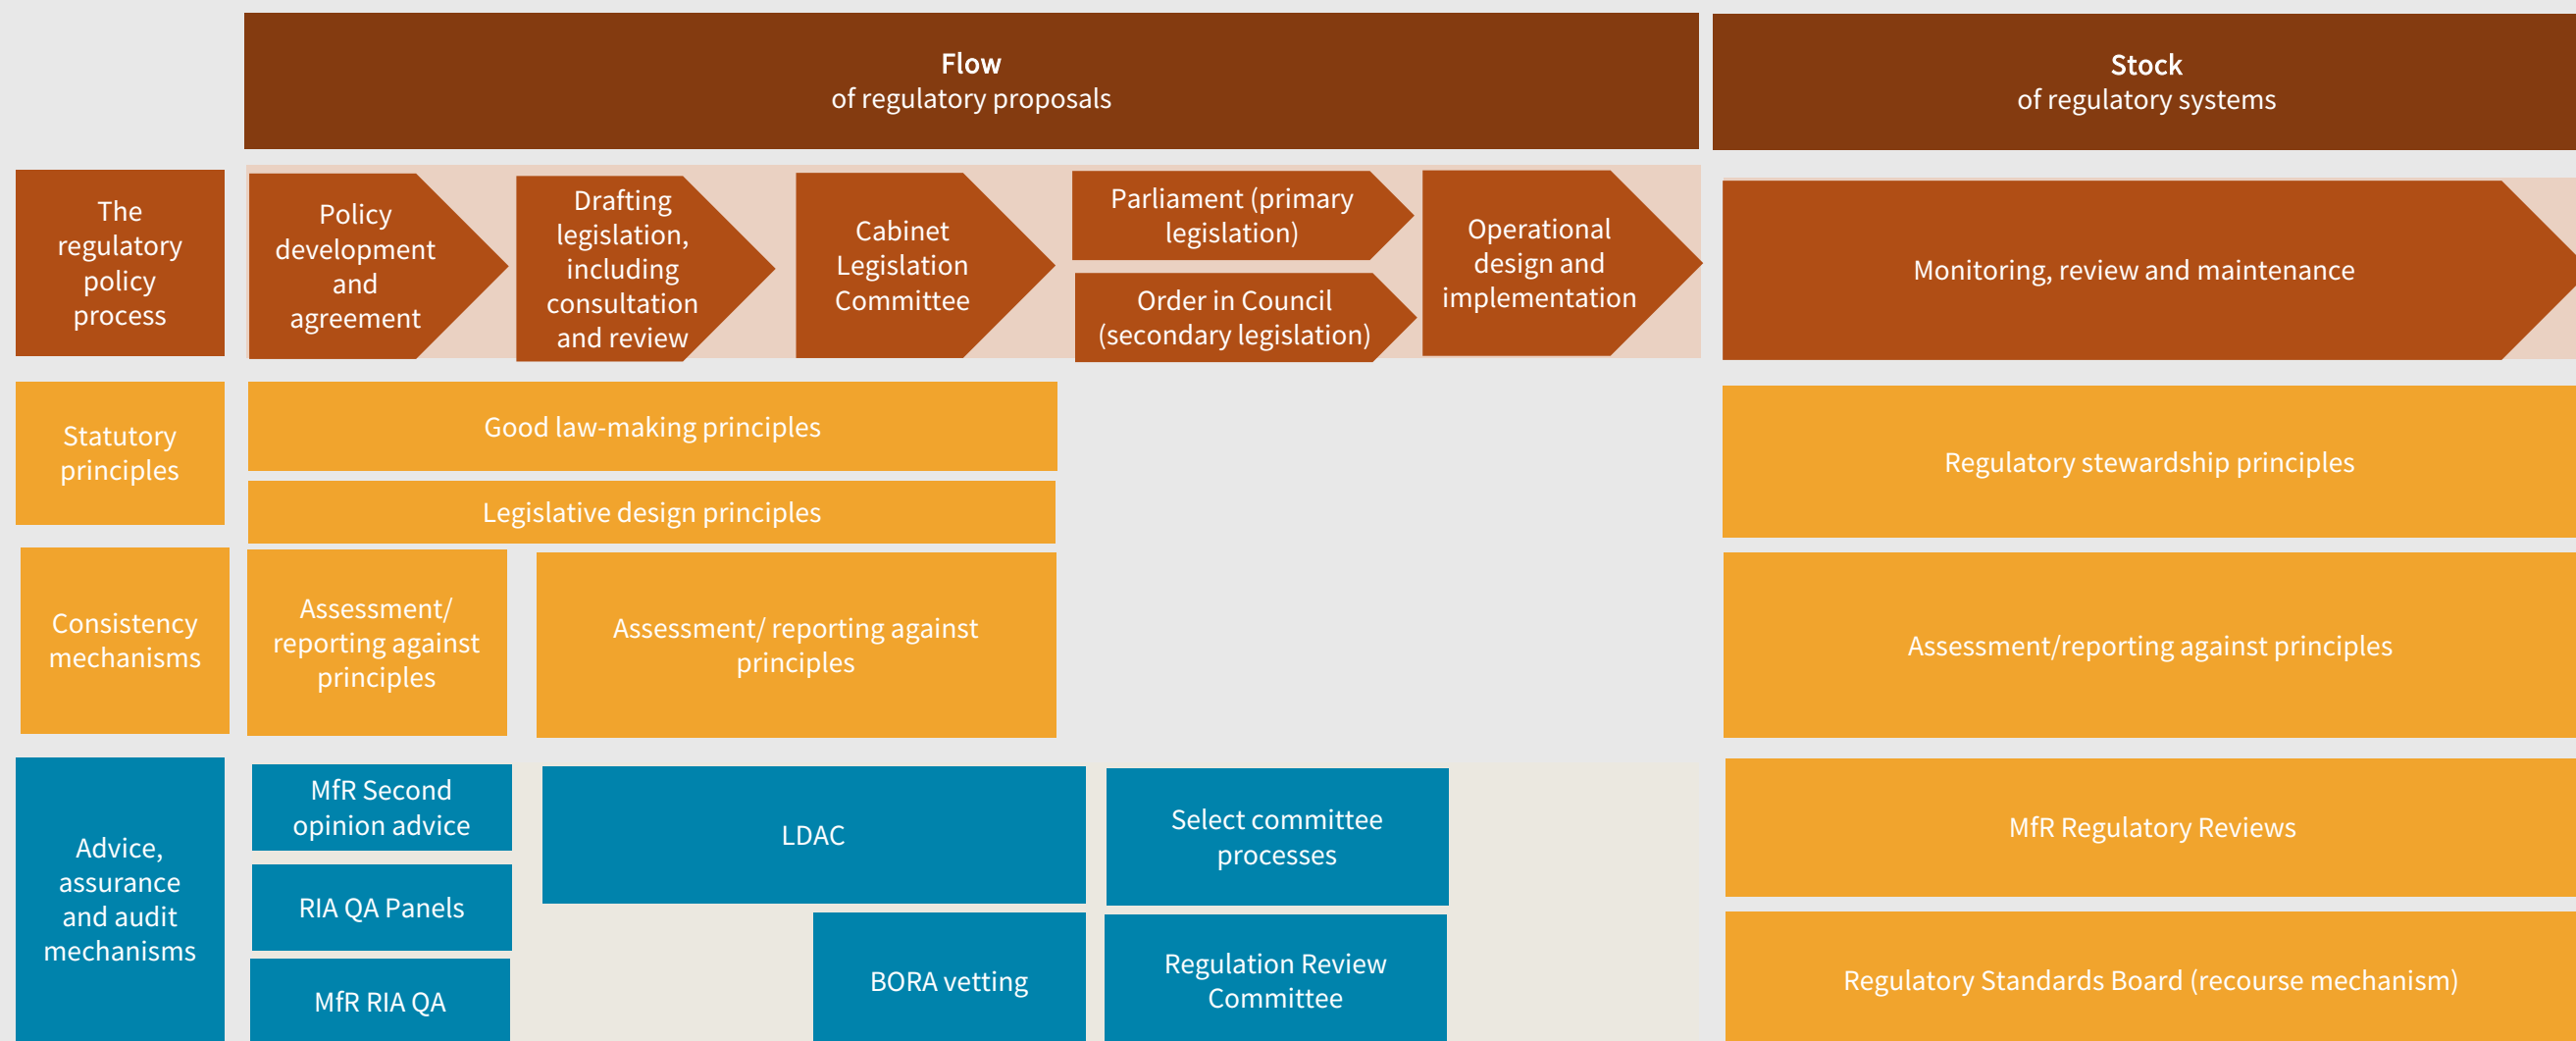 Flow
of regulatory proposals
Stock
of regulatory systems
The
regulatory
policy
process
Policy
development
and
agreement
Drafting
legislation,
including
consultation
and review
Cabinet
Legislation
Committee
Parliament (primary
legislation)
Order in Council
(secondary legislation)
Operational
design and
implementation
Monitoring, review and maintenance
Statutory
principles
Good law-making principles
Legislative design principles
Regulatory stewardship principles
Consistency
mechanisms
Assessment/
reporting against
principles
Assessment/ reporting against
principles
Assessment/reporting against principles
Advice,
assurance
and audit
mechanisms
MfR Second
opinion advice
RIA QA Panels
MfR RIA QA
LDAC
BORA vetting
Select committee
processes
Regulation Review
Committee
MfR Regulatory Reviews
Regulatory Standards Board (recourse mechanism)